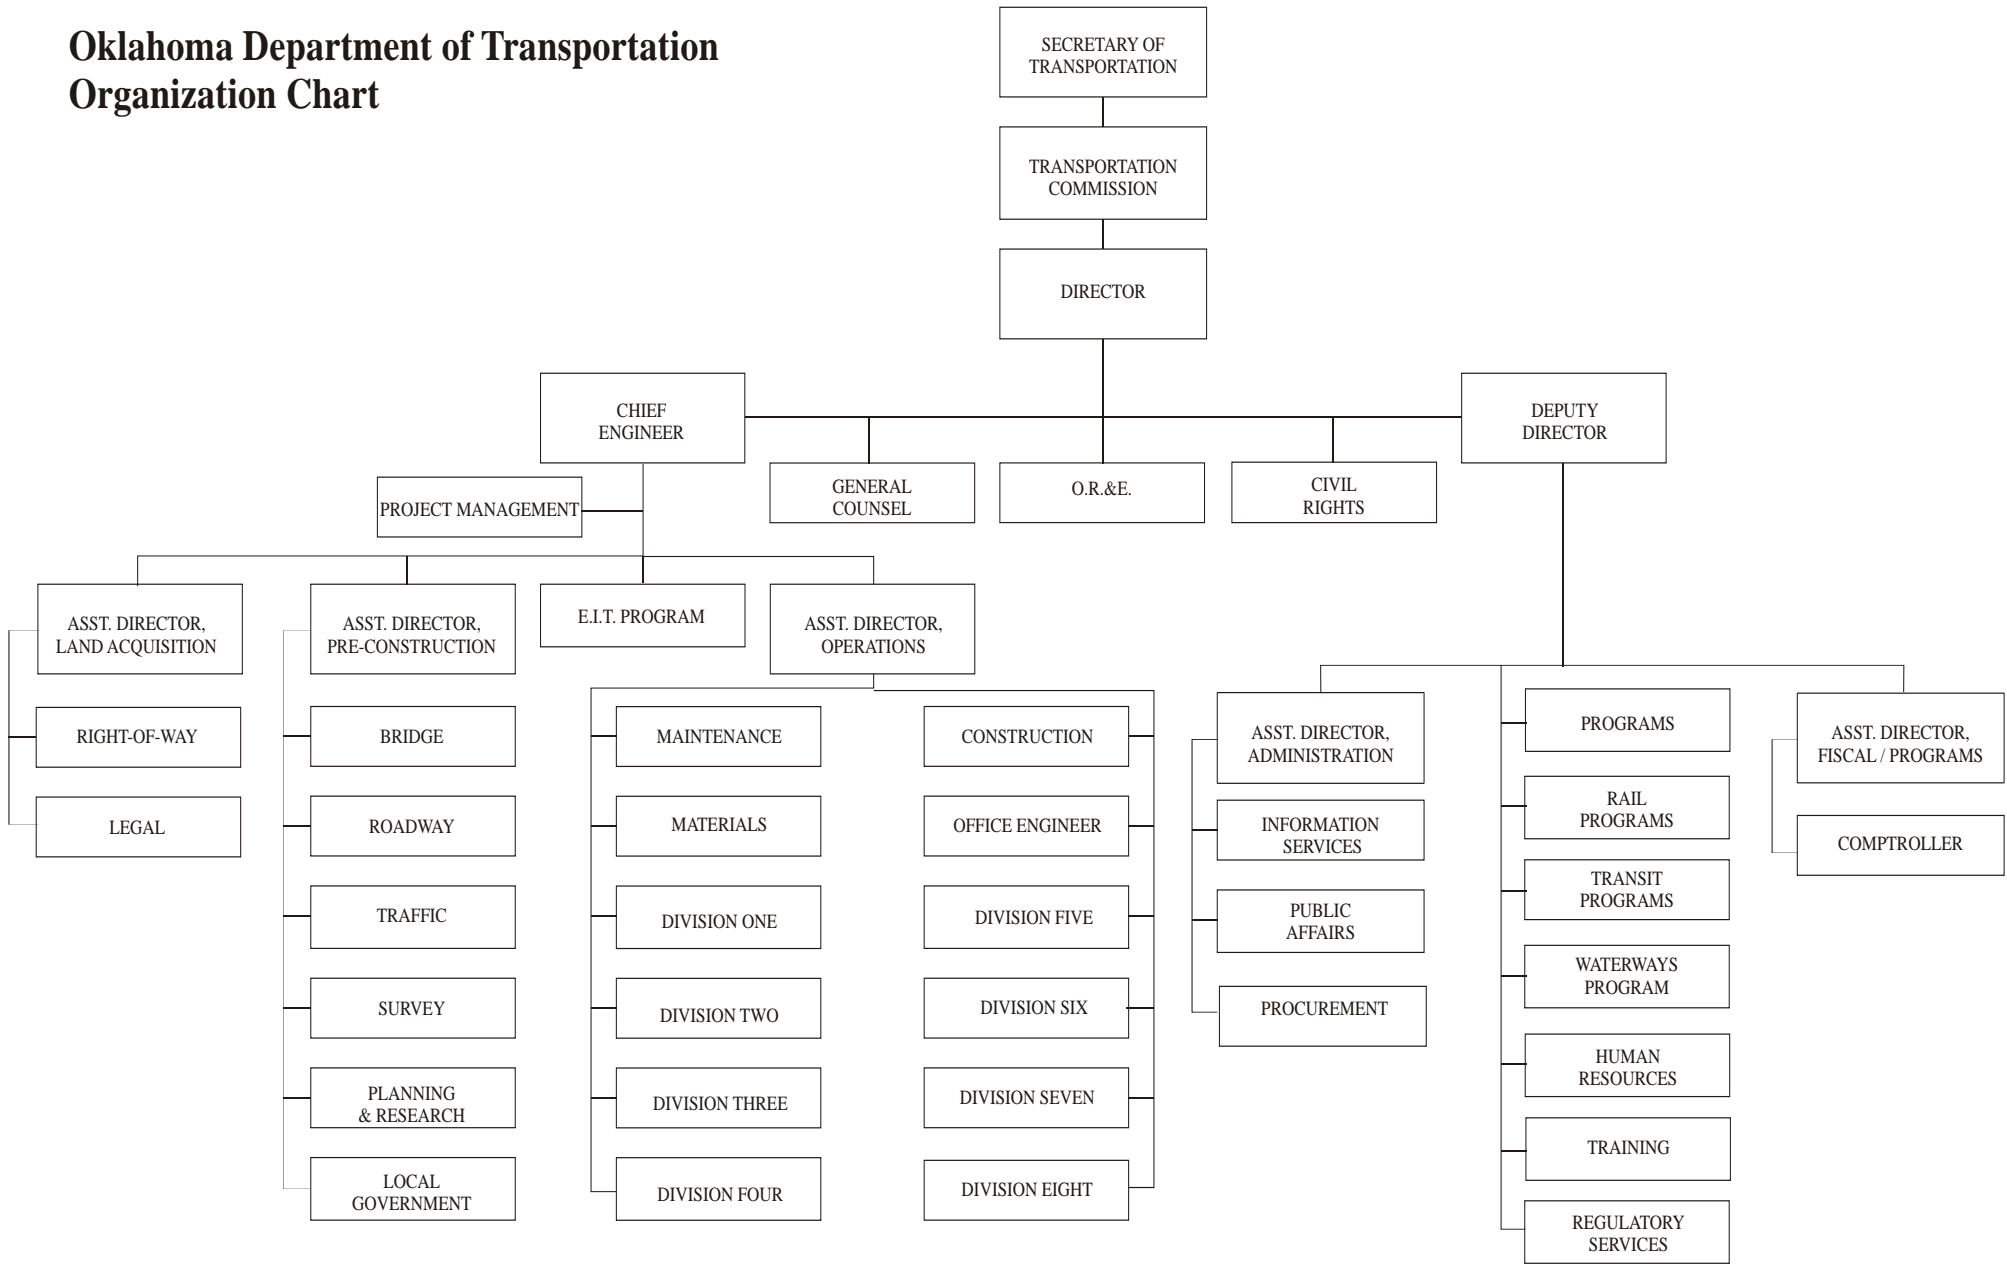 Oklahoma Department of Transportation
Organization Chart
SECRETARY OF
TRANSPORTATION
TRANSPORTATION
COMMISSION
DIRECTOR
CHIEF
ENGINEER
DEPUTY
DIRECTOR
GENERAL
COUNSEL
O.R.&E.
CIVIL
RIGHTS
PROJECT MANAGEMENT
ASST. DIRECTOR,
LAND ACQUISITION
RIGHT-OF-WAY
LEGAL
ASST. DIRECTOR,
PRE-CONSTRUCTION
BRIDGE
ROADWAY
TRAFFIC
SURVEY
PLANNING
& RESEARCH
LOCAL
GOVERNMENT
E.I.T. PROGRAM
ASST. DIRECTOR,
OPERATIONS
MAINTENANCE
MATERIALS
DIVISION ONE
DIVISION TWO
DIVISION THREE
DIVISION FOUR
CONSTRUCTION
OFFICE ENGINEER
DIVISION FIVE
DIVISION SIX
DIVISION SEVEN
DIVISION EIGHT
ASST. DIRECTOR,
ADMINISTRATION
INFORMATION
SERVICES
PUBLIC
AFFAIRS
PROCUREMENT
PROGRAMS
RAIL
PROGRAMS
TRANSIT
PROGRAMS
WATERWAYS
PROGRAM
HUMAN
RESOURCES
TRAINING
REGULATORY
SERVICES
ASST. DIRECTOR,
FISCAL / PROGRAMS
COMPTROLLER